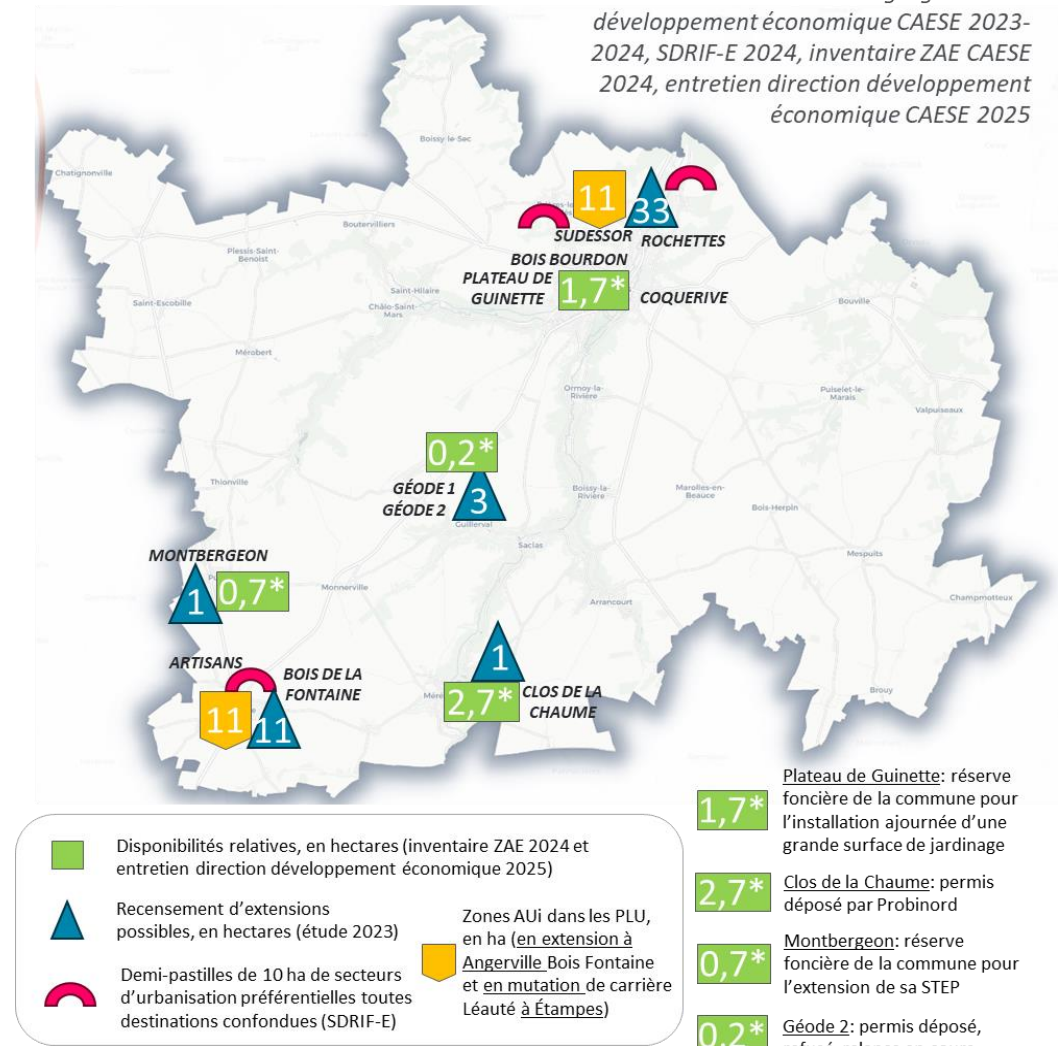 développement économique CAESE 2023-
2024, SDRIF-E 2024, inventaire ZAE CAESE
2024, entretien direction développement
économique CAESE 2025
Boissy-le-Sec
Chatignonville
11
33
SUDESSOR
ROCHETTES
Boutervilliers
Plessis-Saint-
Benoist
BOIS BOURDON
PLATEAU DE
GUINETTE
1,7*
COQUERIVE
Saint-Hilaire
Châlo-Saint-
Mars
Saint-Escobille
Bouville
Mérobert
Ormoy-la-
Rivière
Puiselet-le-
Marais
Valpuiseaux
0,2*
GÉODE 1
GÉODE 2
3
Guillerval
Thionville
Boissy-la-
Rivière
Marolles-en-
Beauce
Bois-Herpin
Saclas
MONTBERGEON
1
0,7*
Monnerville
Mespuits
Arrancourt
Champmotteux
ARTISANS
BOIS DE LA
FONTAINE
11
11
1
2,7*
CLOS DE LA
CHAUME
Brouy
Disponibilités relatives, en hectares (inventaire ZAE 2024 et
entretien direction développement économique 2025)
Recensement d’extensions
possibles, en hectares (étude 2023)
Demi-pastilles de 10 ha de secteurs
d’urbanisation préférentielles toutes
destinations confondues (SDRIF-E)
Zones AUi dans les PLU,
en ha (en extension à
Angerville Bois Fontaine
et en mutation de carrière
Léauté à Étampes)
1,7*
Plateau de Guinette: réserve
foncière de la commune pour
l’installation ajournée d’une
grande surface de jardinage
2,7*
Clos de la Chaume: permis
déposé par Probinord
0,7*
Montbergeon: réserve
foncière de la commune pour
l’extension de sa STEP
0,2*
Géode 2: permis déposé,